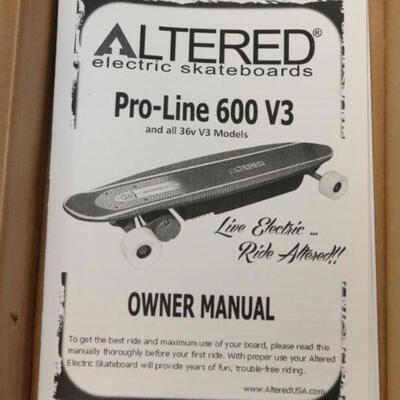 ALTERED®
electric skateboards
Pro-Line 600 V3
and all 36v V3 Models
ALTERED
Live Electric ...
Ride Altered!!
OWNER MANUAL
To get the best ride and maximum use of your board, please read this
manually thoroughly before your first ride. With proper use your Altered
Electric Skateboard will provide years of fun, trouble-free riding.
www.AlteredUSA.com